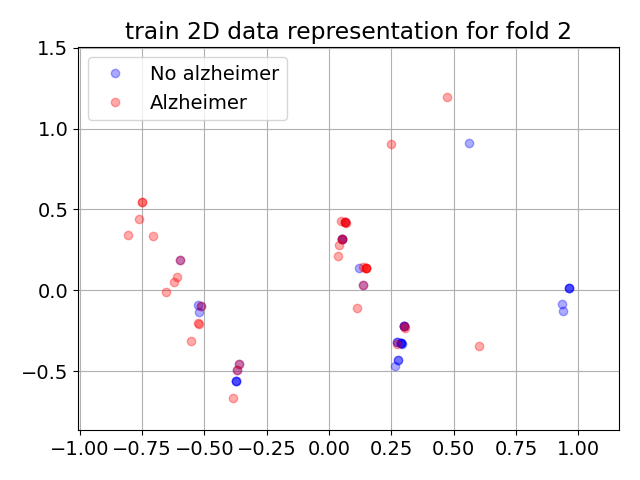 train 2D data representation for fold 2
1.5
No alzheimer
Alzheimer
1.0
0.5
0.0
−0.5
−1.00 −0.75 −0.50 −0.25 0.00 0.25 0.50 0.75 1.00